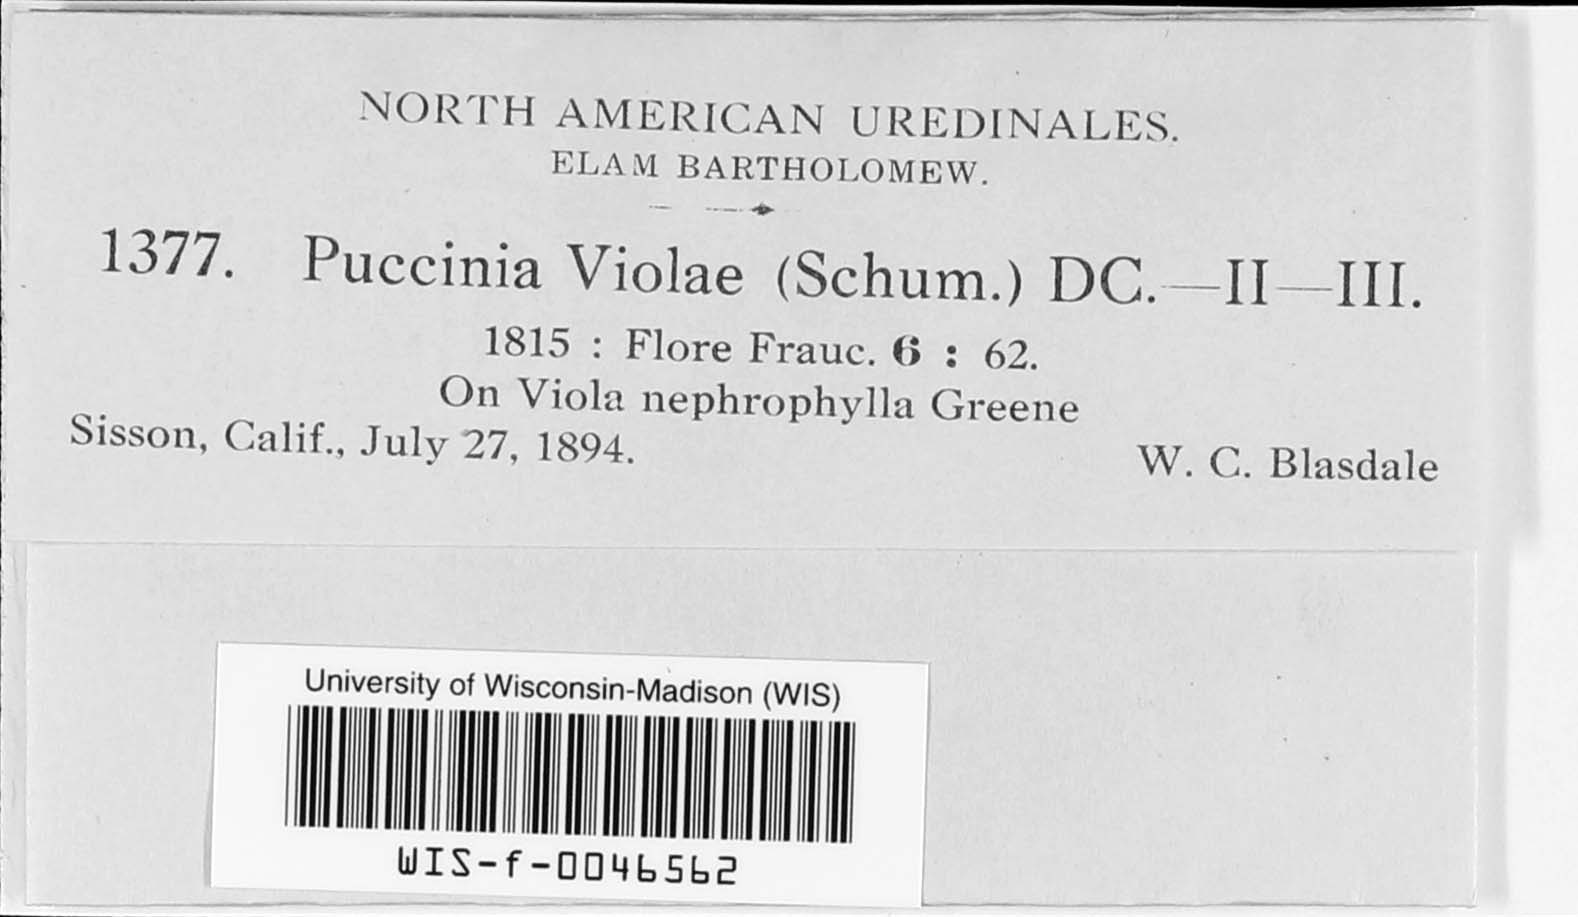 NORTH AMERICAN UREDINALES.
ELAM BARTHOLOMEW.
1377. Puccinia Violae (Schum.) DC.—II—III.
1815 : Flore Frauc. 6 : 62.
On Viola nephrophylla Greene
Sisson, Calif., July 27, 1894.
W. C. Blasdale
University of Wisconsin-Madison (WIS)
WIS-f-0046562